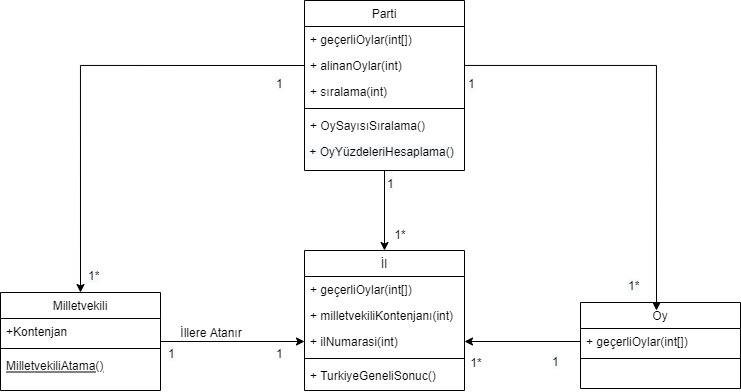 Parti
+ geçerliOylar(int[])
+ alinanOylar(int)
+ sıralama(int)
+ OySayısıSıralama()
+ OyYüzdeleriHesaplama()
1
1
1
1*
1*
1*
Milletvekili
+Kontenjan
MilletvekiliAtama()
İllere Atanır
1
1
İl
+ geçerliOylar(int[])
+ milletvekiliKontenjanı(int)
+ ilNumarasi(int)
+ TurkiyeGeneliSonuc()
1*
1
Oy
+ geçerliOylar(int[])